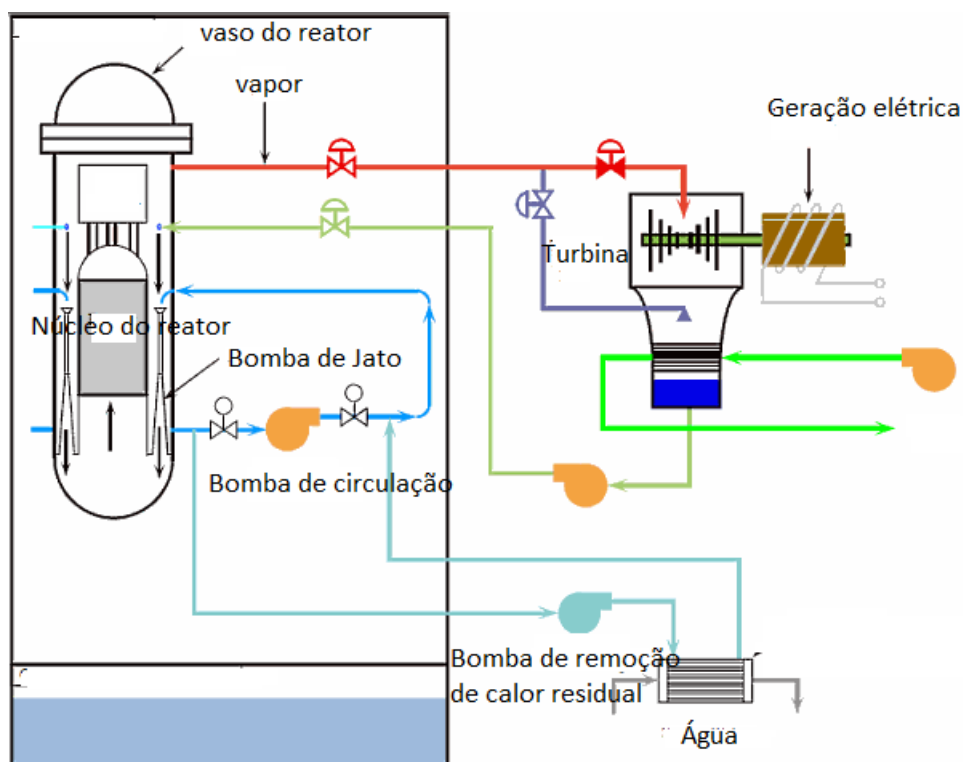 vaso do reator
vapor
Geração elétrica
Turbina
Núcleo do reator
Bomba de Jato
Bomba de circulação
Bomba de remoção
de calor residual
Água